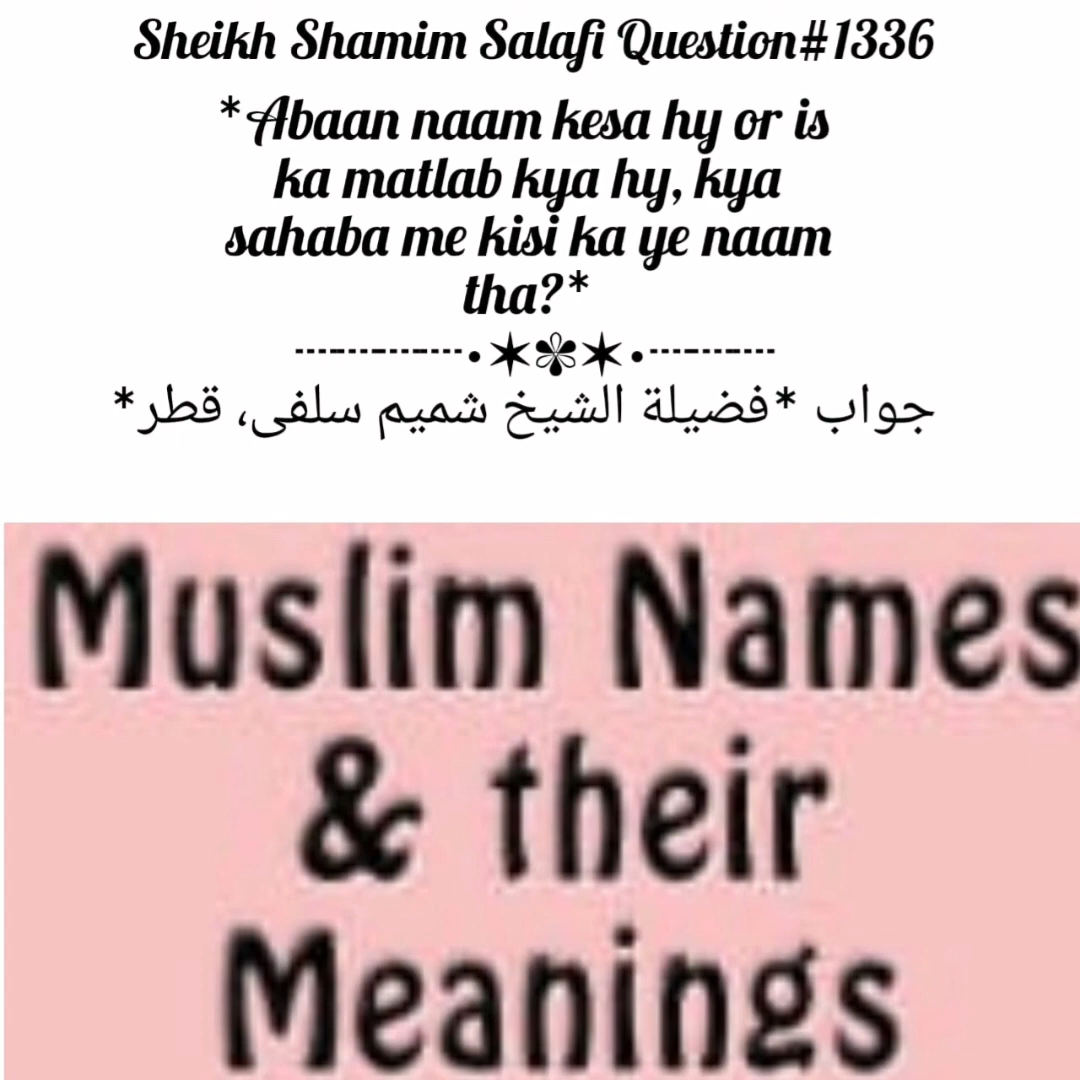 Sheikh Shamim Salafi Question#1336
*Abaan naam kesa hy or is
ka matlab kya hy, kya
sahaba me kisi ka ye naam
tha?*
┈┉┅━━━┅┉┈•✶✽✶•┈┉┅━━━
جواب *فضیلة الشیخ شمیم سلفی، قطر*
Muslim Names
& their
Meanings